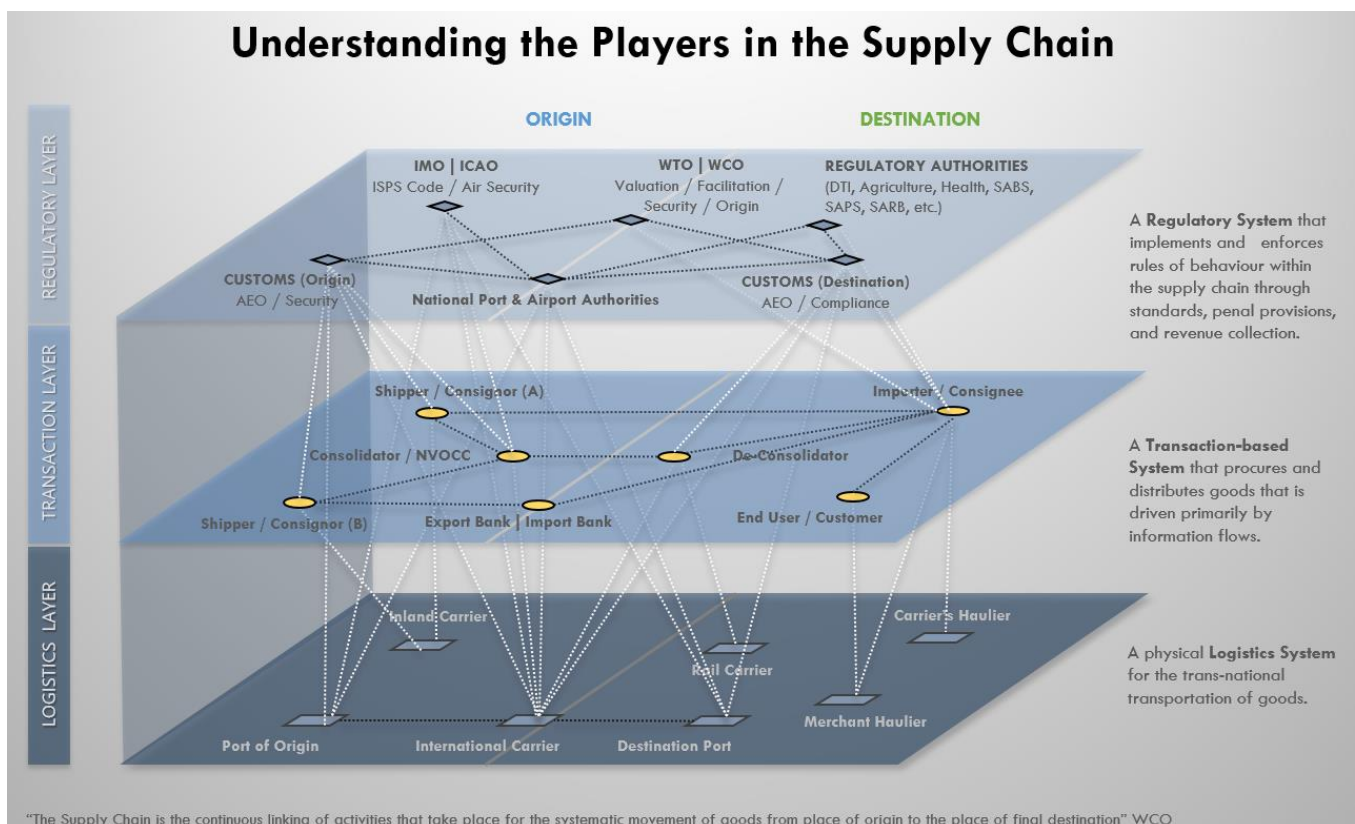 Understanding the Players in the Supply Chain
ORIGIN
DESTINATION
REGULATORY LAYER
IMO | ICAO
ISPS Code / Air Security
WTO | WCO
Valuation / Facilitation /
Security / Origin
REGULATORY AUTHORITIES
(DTI, Agriculture, Health, SABS,
SAPS, SARB, etc.)
CUSTOMS (Origin)
AEO / Security
National Port & Airport Authorities
CUSTOMS (Destination)
AEO / Compliance
A Regulatory System that
implements and enforces
rules of behaviour within
the supply chain through
standards, penal provisions,
and revenue collection.
TRANSACTION LAYER
Shipper / Consignor (A)
Importer / Consignee
Consolidator / NVOCC
De-Consolidator
Shipper / Consignor (B)
Export Bank | Import Bank
End User / Customer
A Transaction-based
System that procures and
distributes goods that is
driven primarily by
information flows.
LOGISTICS LAYER
Inland Carrier
Carrier's Haulier
Rail Carrier
Merchant Haulier
Port of Origin
International Carrier
Destination Port
A physical Logistics System
for the trans-national
transportation of goods.
"The Supply Chain is the continuous linking of activities that take place for the systematic movement of goods from place of origin to the place of final destination" WCO